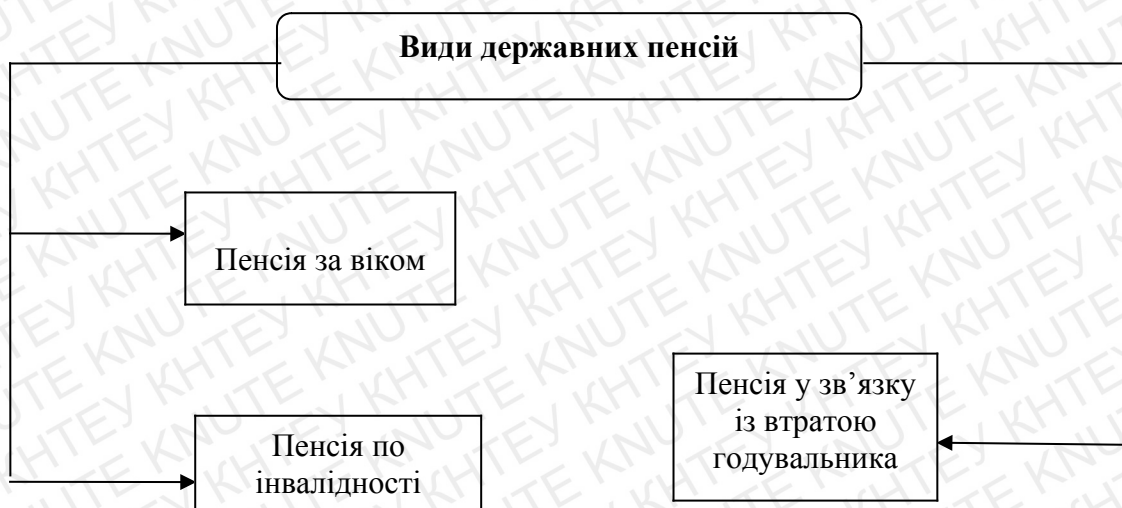 Види державних пенсій
Пенсія за віком
Пенсія у зв’язку
із втратою
годувальника
Пенсія по
інвалідності